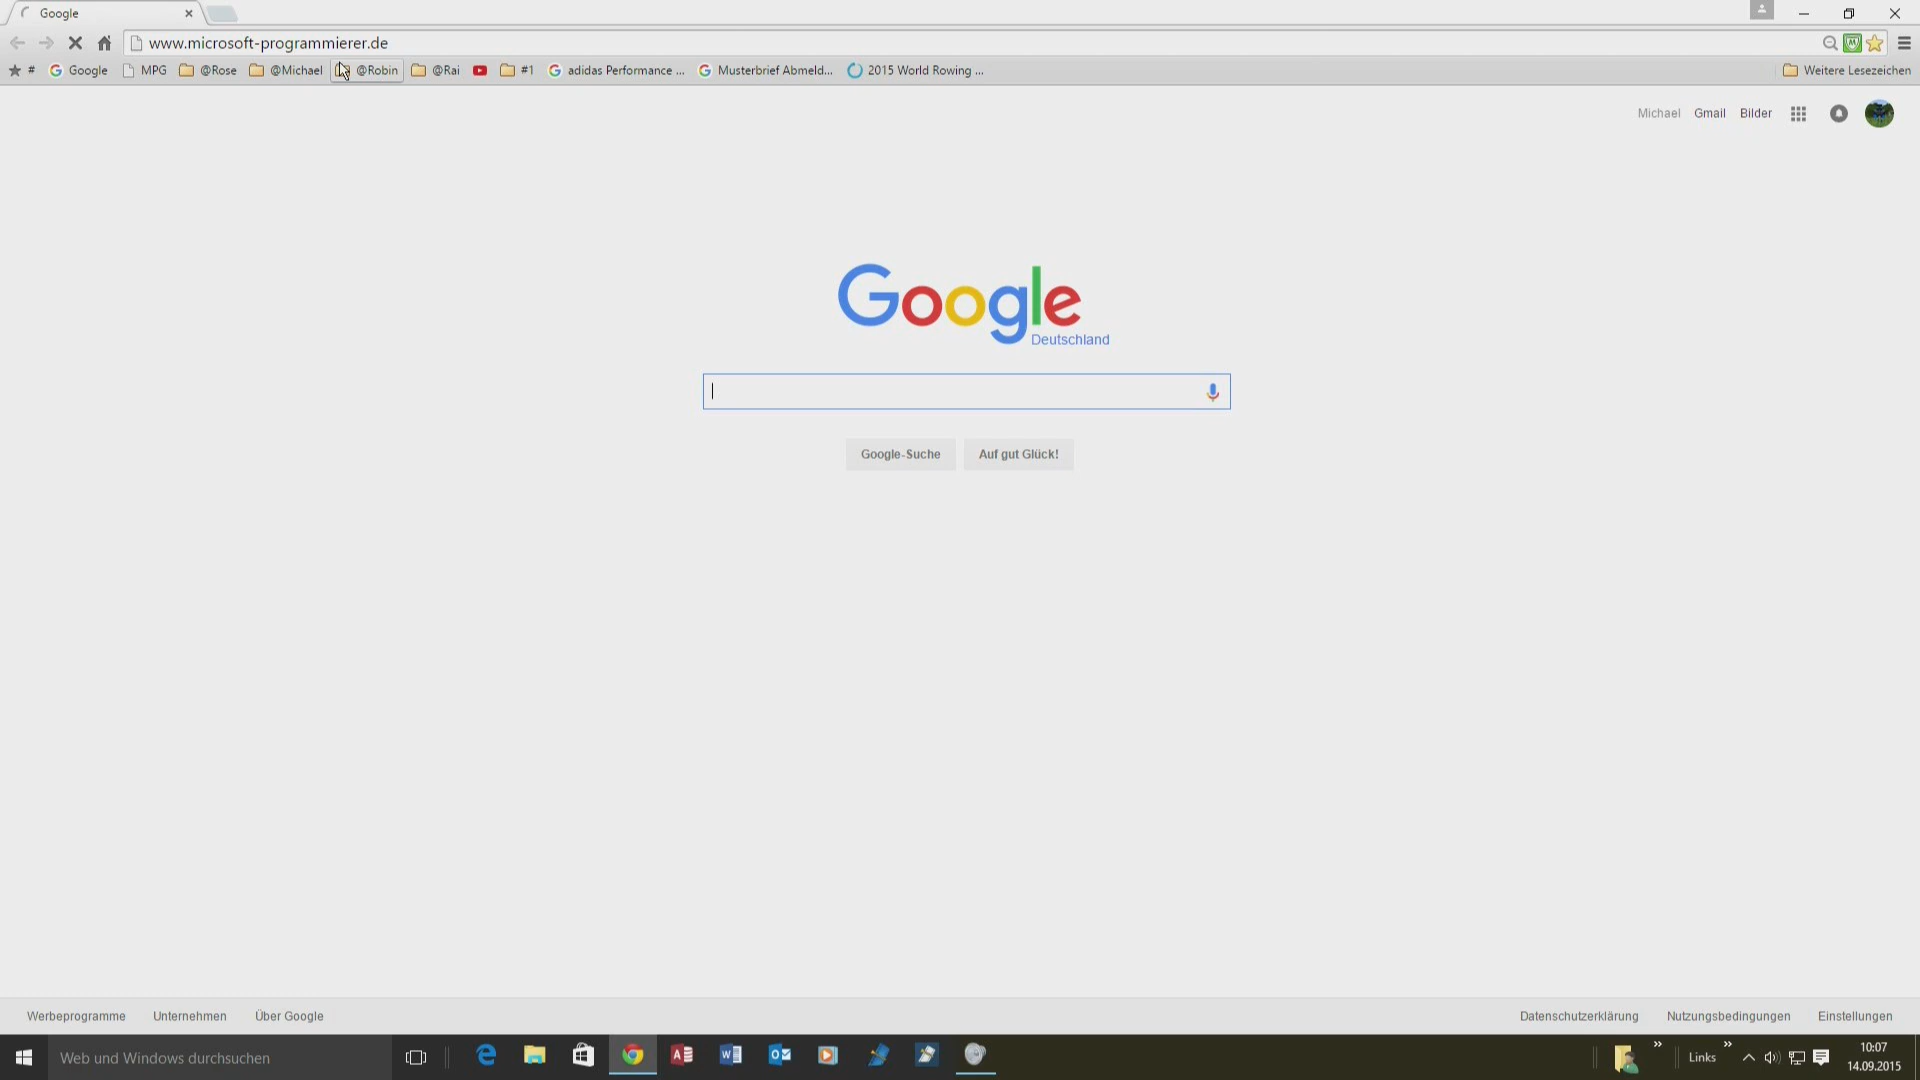 Google
www.microsoft-programmierer.de
# Google MPG @Rose @Michael @Robin @Rai #1 adidas Performance ... Musterbrief Abmeld... 2015 World Rowing ... Weitere Lesezeichen
Michael Gmail Bilder
Google
Deutschland
Google-Suche Auf gut Glück!
Werbeprogramme Unternehmen Über Google Datenschutzerklärung Nutzungsbedingungen Einstellungen
Web und Windows durchsuchen Links 10:07
14.09.2015